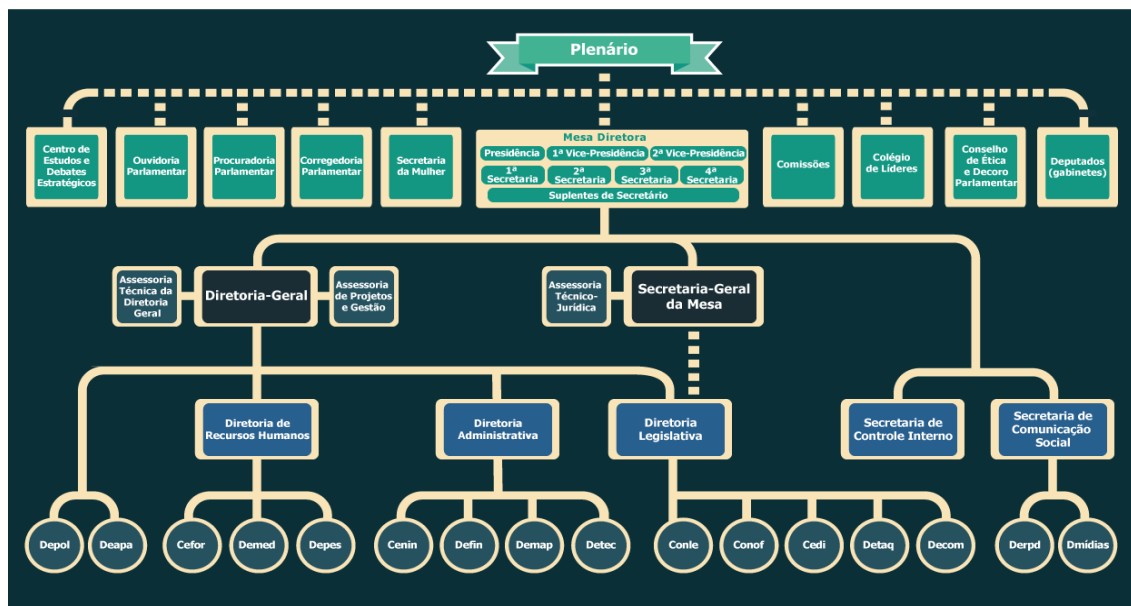 Plenário
Centro de
Estudos e
Debates
Estratégicos
Ouvidoria
Parlamentar
Procuradoria
Parlamentar
Corregedoria
Parlamentar
Secretaria
da Mulher
Mesa Diretora
Presidência
1ª Vice-Presidência
2ª Vice-Presidência
1ª
Secretaria
2ª
Secretaria
3ª
Secretaria
4ª
Secretaria
Suplentes de Secretário
Comissões
Colégio
de Líderes
Conselho
de Ética
e Decoro
Parlamentar
Deputados
(gabinetes)
Assessoria
Técnica da
Diretoria
Geral
Diretoria-Geral
Assessoria
de Projetos
e Gestão
Assessoria
Técnico-
Jurídica
Secretaria-Geral
da Mesa
Diretoria de
Recursos Humanos
Diretoria
Administrativa
Diretoria
Legislativa
Secretaria de
Controle Interno
Secretaria de
Comunicação
Social
Depol
Deapa
Cefor
Demed
Depes
Cenin
Defin
Demap
Detec
Conle
Conof
Cedi
Detaq
Decom
Derpd
Dmídias